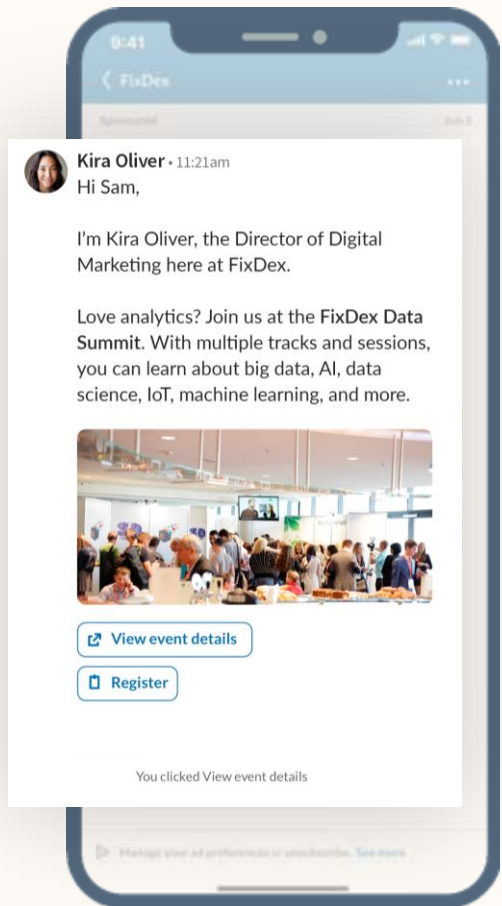 9:41
FixDex
Sponsored
Jun 5
Kira Oliver • 11:21am
Hi Sam,
I'm Kira Oliver, the Director of Digital
Marketing here at FixDex.
Love analytics? Join us at the FixDex Data
Summit. With multiple tracks and sessions,
you can learn about big data, AI, data
science, IoT, machine learning, and more.
View event details
Register
You clicked View event details
Manage your ad preferences or unsubscribe. See more